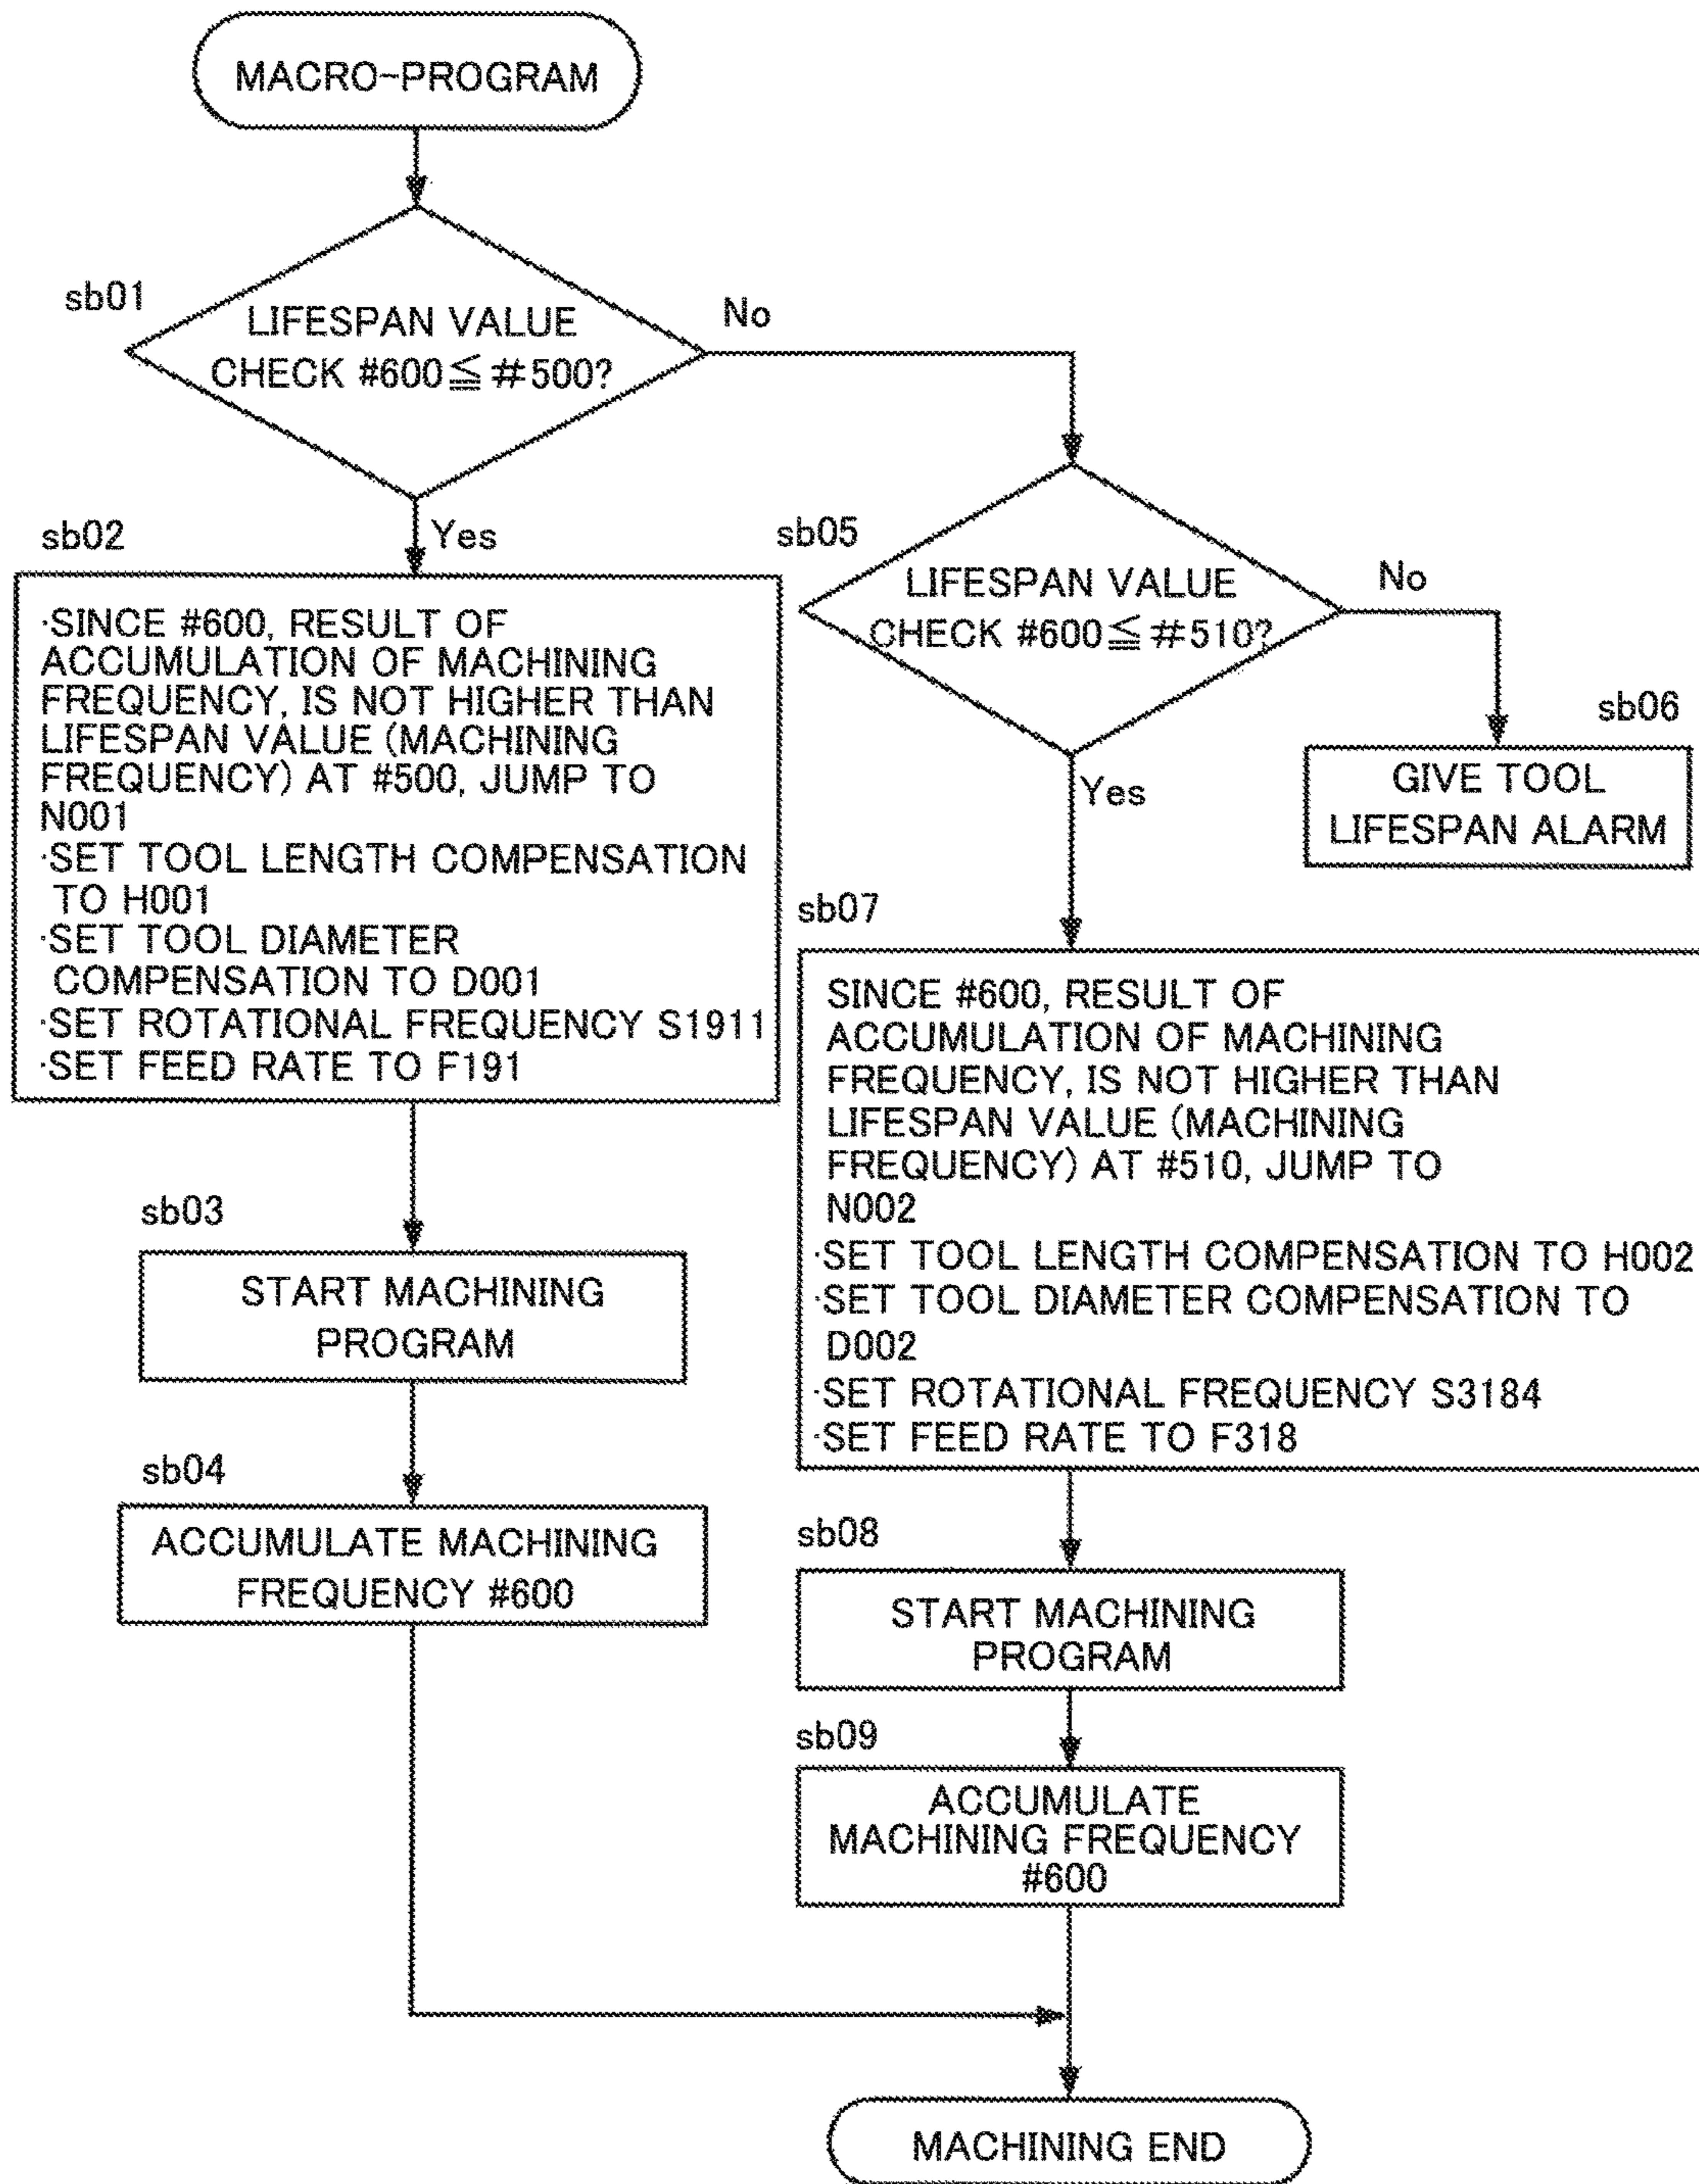 MACRO-PROGRAM
sb01
LIFESPAN VALUE
CHECK #600≦#500?
No
Yes
sb02
·SINCE #600, RESULT OF
ACCUMULATION OF MACHINING
FREQUENCY, IS NOT HIGHER THAN
LIFESPAN VALUE (MACHINING
FREQUENCY) AT #500, JUMP TO
N001
·SET TOOL LENGTH COMPENSATION
TO H001
·SET TOOL DIAMETER
COMPENSATION TO D001
·SET ROTATIONAL FREQUENCY S1911
·SET FEED RATE TO F191
sb03
START MACHINING
PROGRAM
sb04
ACCUMULATE MACHINING
FREQUENCY #600
sb05
LIFESPAN VALUE
CHECK #600≦#510?
No
Yes
sb06
GIVE TOOL
LIFESPAN ALARM
sb07
SINCE #600, RESULT OF
ACCUMULATION OF MACHINING
FREQUENCY, IS NOT HIGHER THAN
LIFESPAN VALUE (MACHINING
FREQUENCY) AT #510, JUMP TO
N002
·SET TOOL LENGTH COMPENSATION TO H002
·SET TOOL DIAMETER COMPENSATION TO
D002
·SET ROTATIONAL FREQUENCY S3184
·SET FEED RATE TO F318
sb08
START MACHINING
PROGRAM
sb09
ACCUMULATE
MACHINING FREQUENCY
#600
MACHINING END